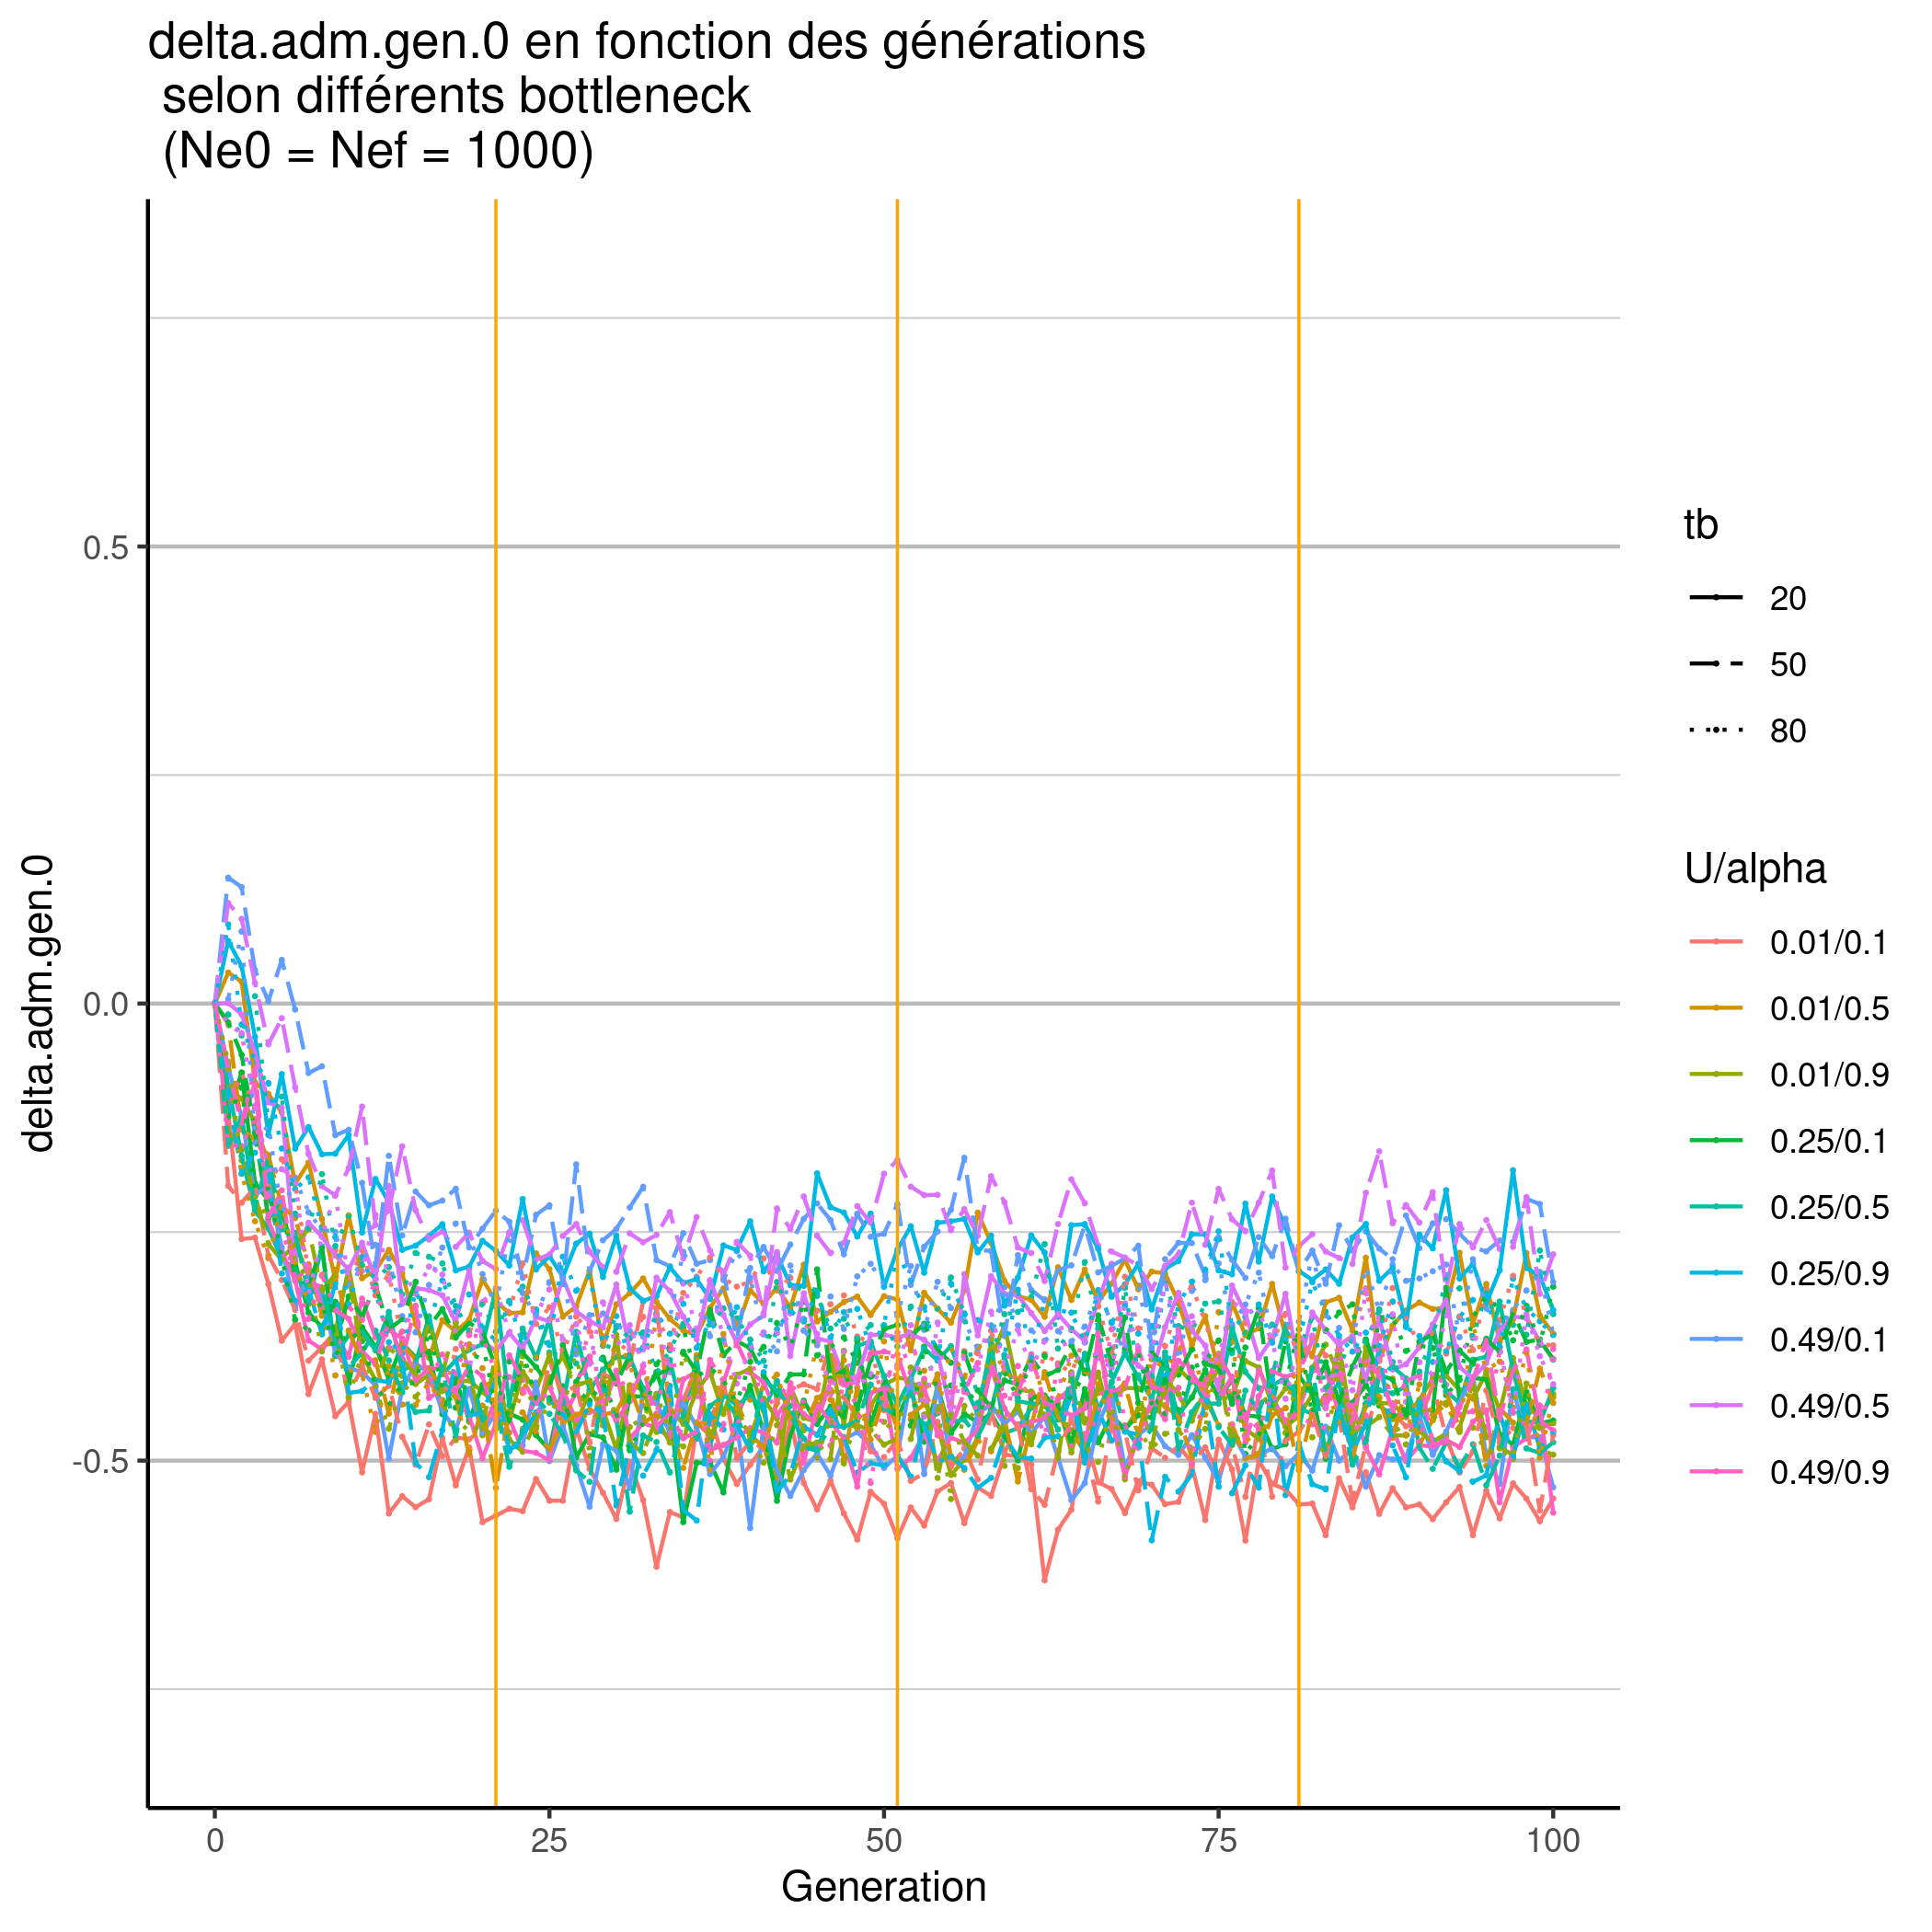 delta.adm.gen.0 en fonction des générations
selon différents bottleneck
(Ne0 = Nef = 1000)
delta.adm.gen.0
0.5
0.0
-0.5
0
25
50
75
100
Generation
tb
20
50
80
U/alpha
0.01/0.1
0.01/0.5
0.01/0.9
0.25/0.1
0.25/0.5
0.25/0.9
0.49/0.1
0.49/0.5
0.49/0.9